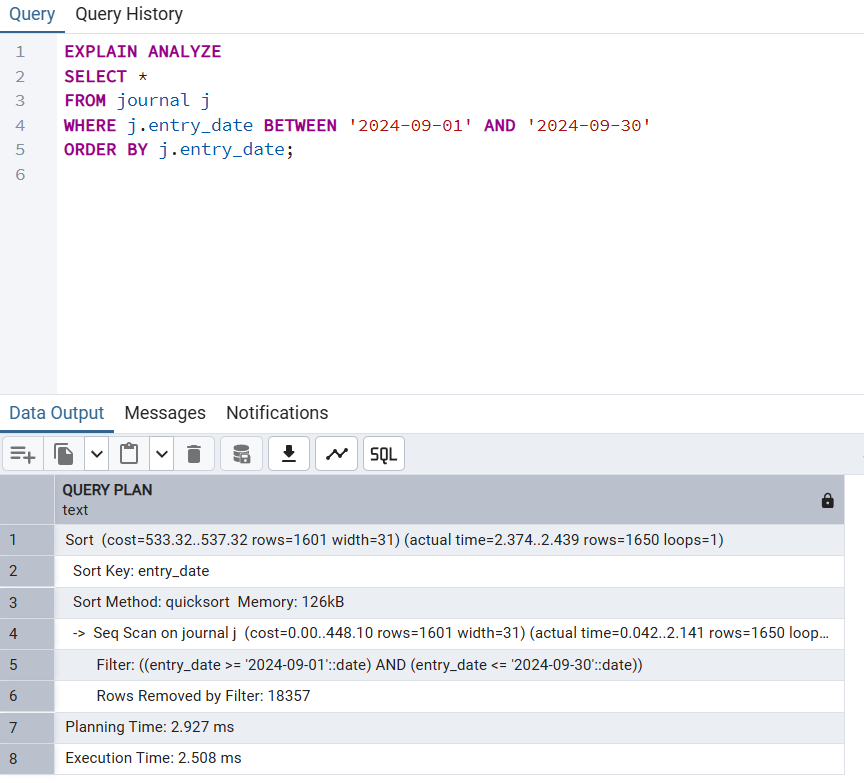 Query Query History
1 EXPLAIN ANALYZE
2 SELECT *
3 FROM journal j
4 WHERE j.entry_date BETWEEN '2024-09-01' AND '2024-09-30'
5 ORDER BY j.entry_date;
6
Data Output Messages Notifications
SQL
QUERY PLAN
text
1 Sort (cost=533.32..537.32 rows=1601 width=31) (actual time=2.374..2.439 rows=1650 loops=1)
2 Sort Key: entry_date
3 Sort Method: quicksort Memory: 126kB
4 -> Seq Scan on journal j (cost=0.00..448.10 rows=1601 width=31) (actual time=0.042..2.141 rows=1650 loop...
5 Filter: ((entry_date >= '2024-09-01'::date) AND (entry_date <= '2024-09-30'::date))
6 Rows Removed by Filter: 18357
7 Planning Time: 2.927 ms
8 Execution Time: 2.508 ms